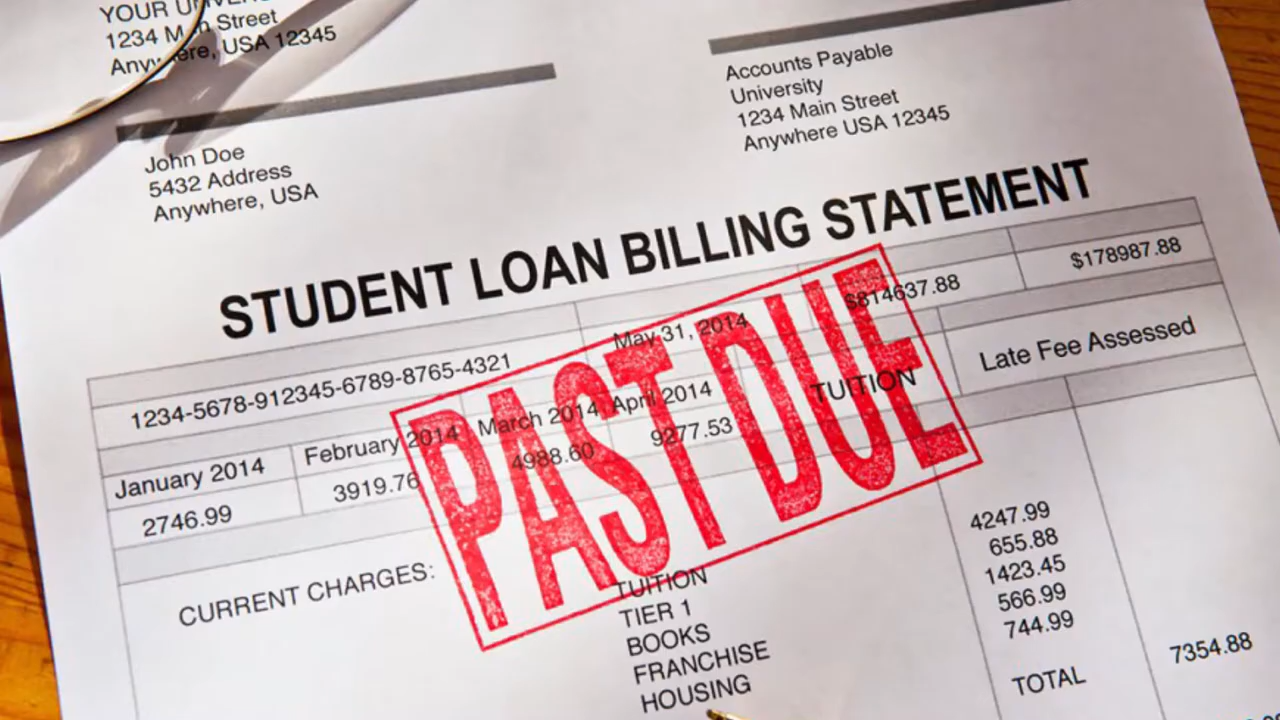 YOUR
1234 Main Street
Anywhere, USA 12345
Accounts Payable
University
1234 Main Street
Anywhere USA 12345
John Doe
5432 Address
Anywhere, USA
STUDENT LOAN BILLING STATEMENT
1234-5678-912345-6789-8765-4321 May 31, 2014 $814637.88 $178987.88
January 2014 February 2014 March 2014 April 2014 TUITION Late Fee Assessed
2746.99 3919.76 4988.60 9277.53
PAST DUE
CURRENT CHARGES:
TUITION 4247.99
TIER 1 655.88
BOOKS 1423.45
FRANCHISE 566.99
HOUSING 744.99
TOTAL 7354.88